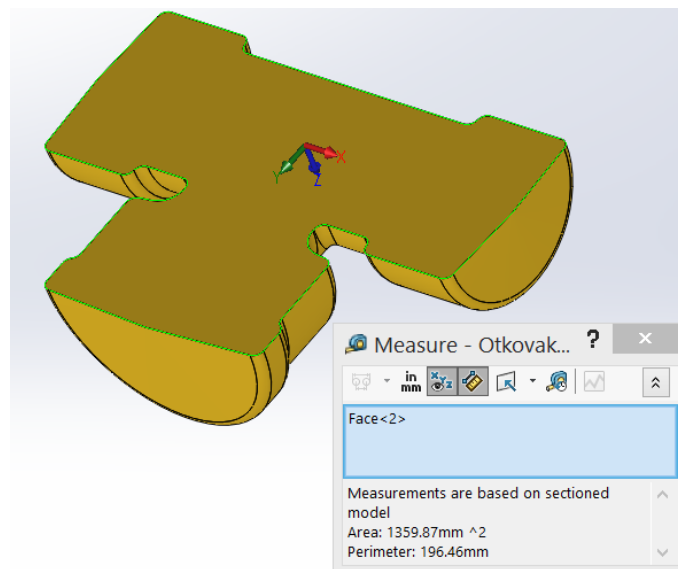 X
Y
Z
Measure - Otkovak... ? ×
in
mm
XYZ
Face<2>
Measurements are based on sectioned
model
Area: 1359.87mm ^2
Perimeter: 196.46mm